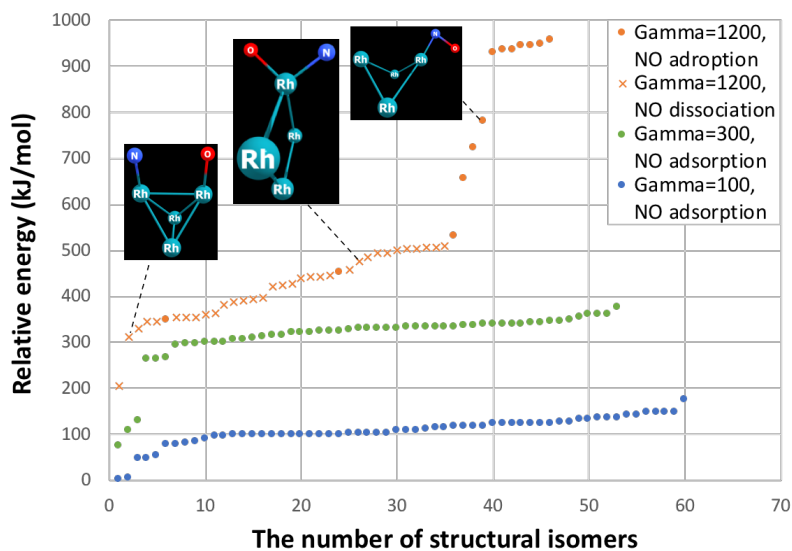 Relative energy (kJ/mol)
1000
900
800
700
600
500
400
300
200
100
0
0
10
20
30
40
50
60
70
The number of structural isomers
N
O
Rh
Rh
Rh
Rh
O
N
Rh
Rh
Rh
Rh
N
O
Rh
Rh
Rh
Rh
Gamma=1200,
NO adroption
Gamma=1200,
NO dissociation
Gamma=300,
NO adsorption
Gamma=100,
NO adsorption